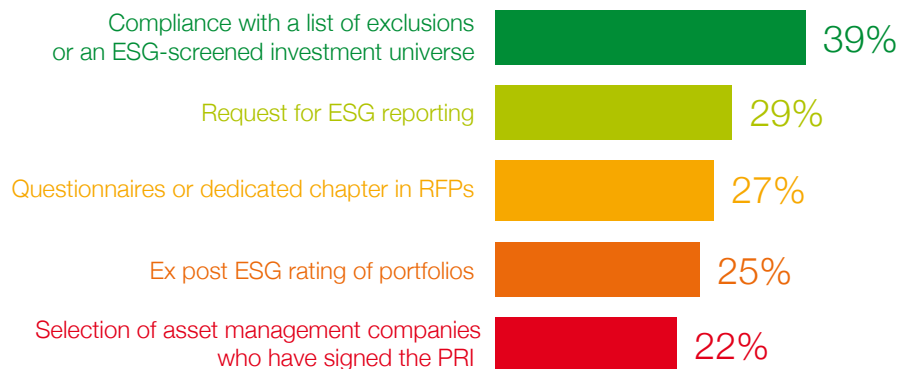 Compliance with a list of exclusions
or an ESG-screened investment universe
39%
Request for ESG reporting
29%
Questionnaires or dedicated chapter in RFPs
27%
Ex post ESG rating of portfolios
25%
Selection of asset management companies
who have signed the PRI
22%